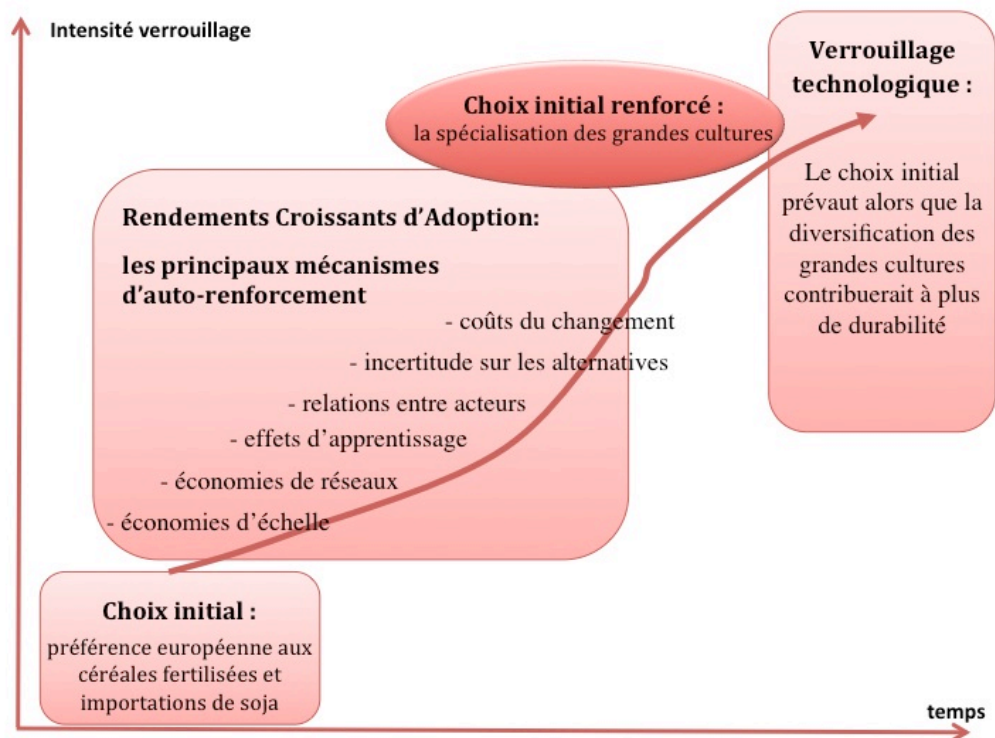 Intensité verrouillage
Verrouillage
technologique :
Le choix initial
prévaut alors que la
diversification des
grandes cultures
contribuerait à plus
de durabilité
Choix initial renforcé :
la spécialisation des grandes cultures
Rendements Croissants d’Adoption:
les principaux mécanismes
d’auto-renforcement
- coûts du changement
- incertitude sur les alternatives
- relations entre acteurs
- effets d’apprentissage
- économies de réseaux
- économies d’échelle
Choix initial :
préférence européenne aux
céréales fertilisées et
importations de soja
temps